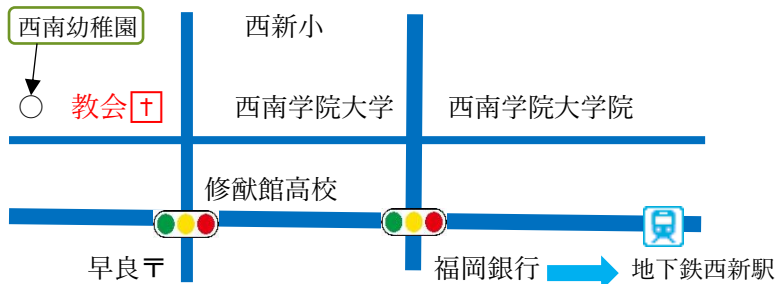 西南幼稚園
西新小
教会
西南学院大学
西南学院大学院
修猷館高校
早良〒
福岡銀行
地下鉄西新駅